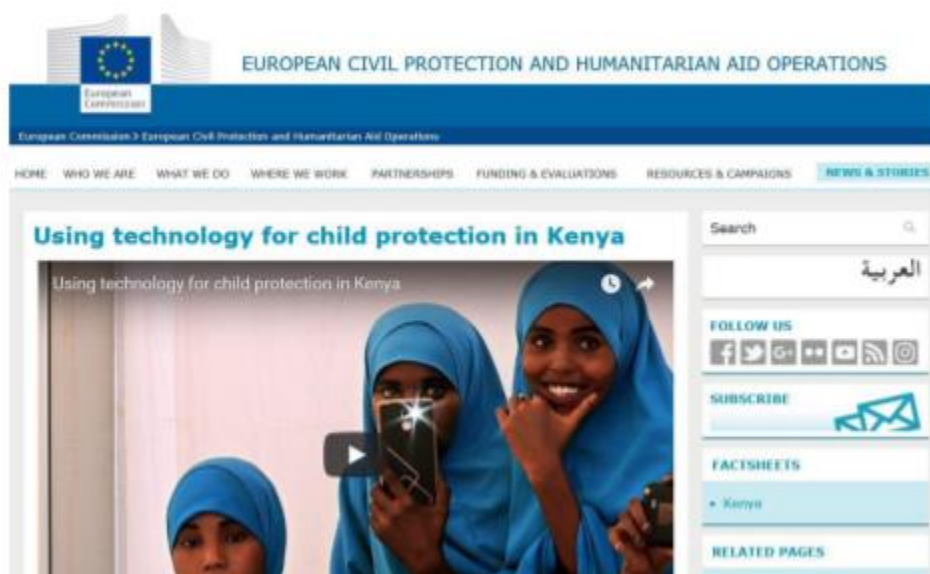 EUROPEAN CIVIL PROTECTION AND HUMANITARIAN AID OPERATIONS
European
Commission
European Commission > European Civil Protection and Humanitarian Aid Operations
HOME WHO WE ARE WHAT WE DO WHERE WE WORK PARTNERSHIPS FUNDING & EVALUATIONS RESOURCES & CAMPAIGNS NEWS & STORIES
Using technology for child protection in Kenya
Using technology for child protection in Kenya
Search
العربية
FOLLOW US
G+
SUBSCRIBE
FACTSHEETS
• Kenya
RELATED PAGES